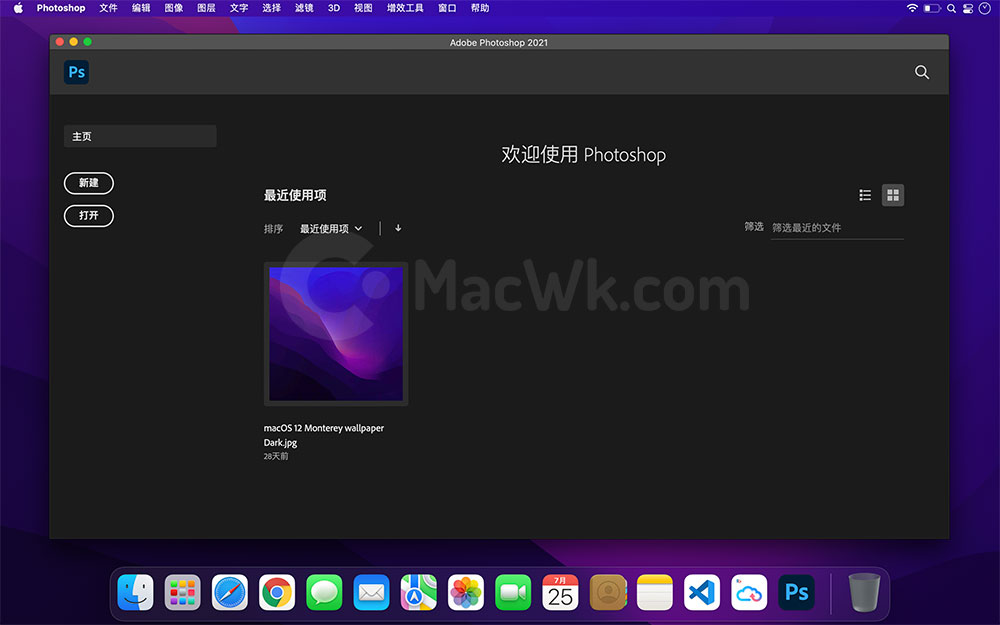 Photoshop 文件 编辑 图像 图层 文字 选择 滤镜 3D 视图 增效工具 窗口 帮助
Adobe Photoshop 2021
Ps
主页
欢迎使用 Photoshop
新建
最近使用项
打开
排序 最近使用项 筛选 筛选最近的文件
MacWk.com
macOS 12 Monterey wallpaper
Dark.jpg
28天前
7月
25
Ps